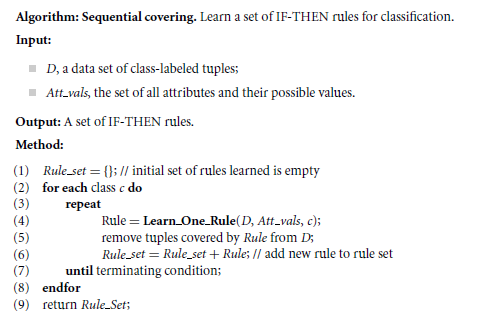 Algorithm: Sequential covering. Learn a set of IF-THEN rules for classification.
Input:
D, a data set of class-labeled tuples;
Att_vals, the set of all attributes and their possible values.
Output: A set of IF-THEN rules.
Method:
(1) Rule_set = {}; // initial set of rules learned is empty
(2) for each class c do
(3) repeat
(4) Rule = Learn_One_Rule(D, Att_vals, c);
(5) remove tuples covered by Rule from D;
(6) Rule_set = Rule_set + Rule; // add new rule to rule set
(7) until terminating condition;
(8) endfor
(9) return Rule_Set;